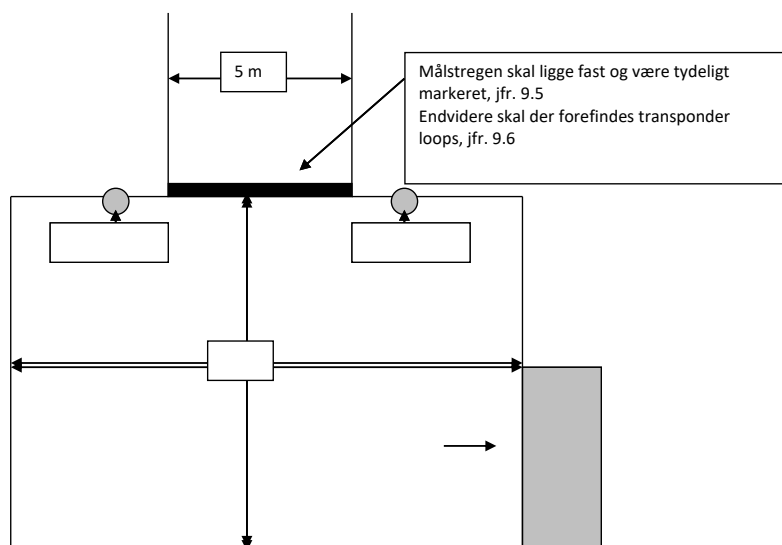 5 m
Målstregen skal ligge fast og være tydeligt
markeret, jfr. 9.5
Endvidere skal der forefindes transponder
loops, jfr. 9.6